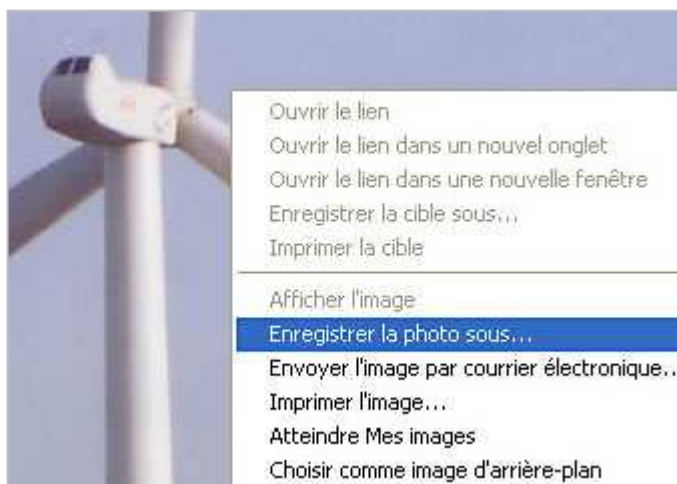 Ouvrir le lien
Ouvrir le lien dans un nouvel onglet
Ouvrir le lien dans une nouvelle fenêtre
Enregistrer la cible sous...
Imprimer la cible
Afficher l'image
Enregistrer la photo sous...
Envoyer l'image par courrier électronique..
Imprimer l'image...
Atteindre Mes images
Choisir comme image d'arrière-plan